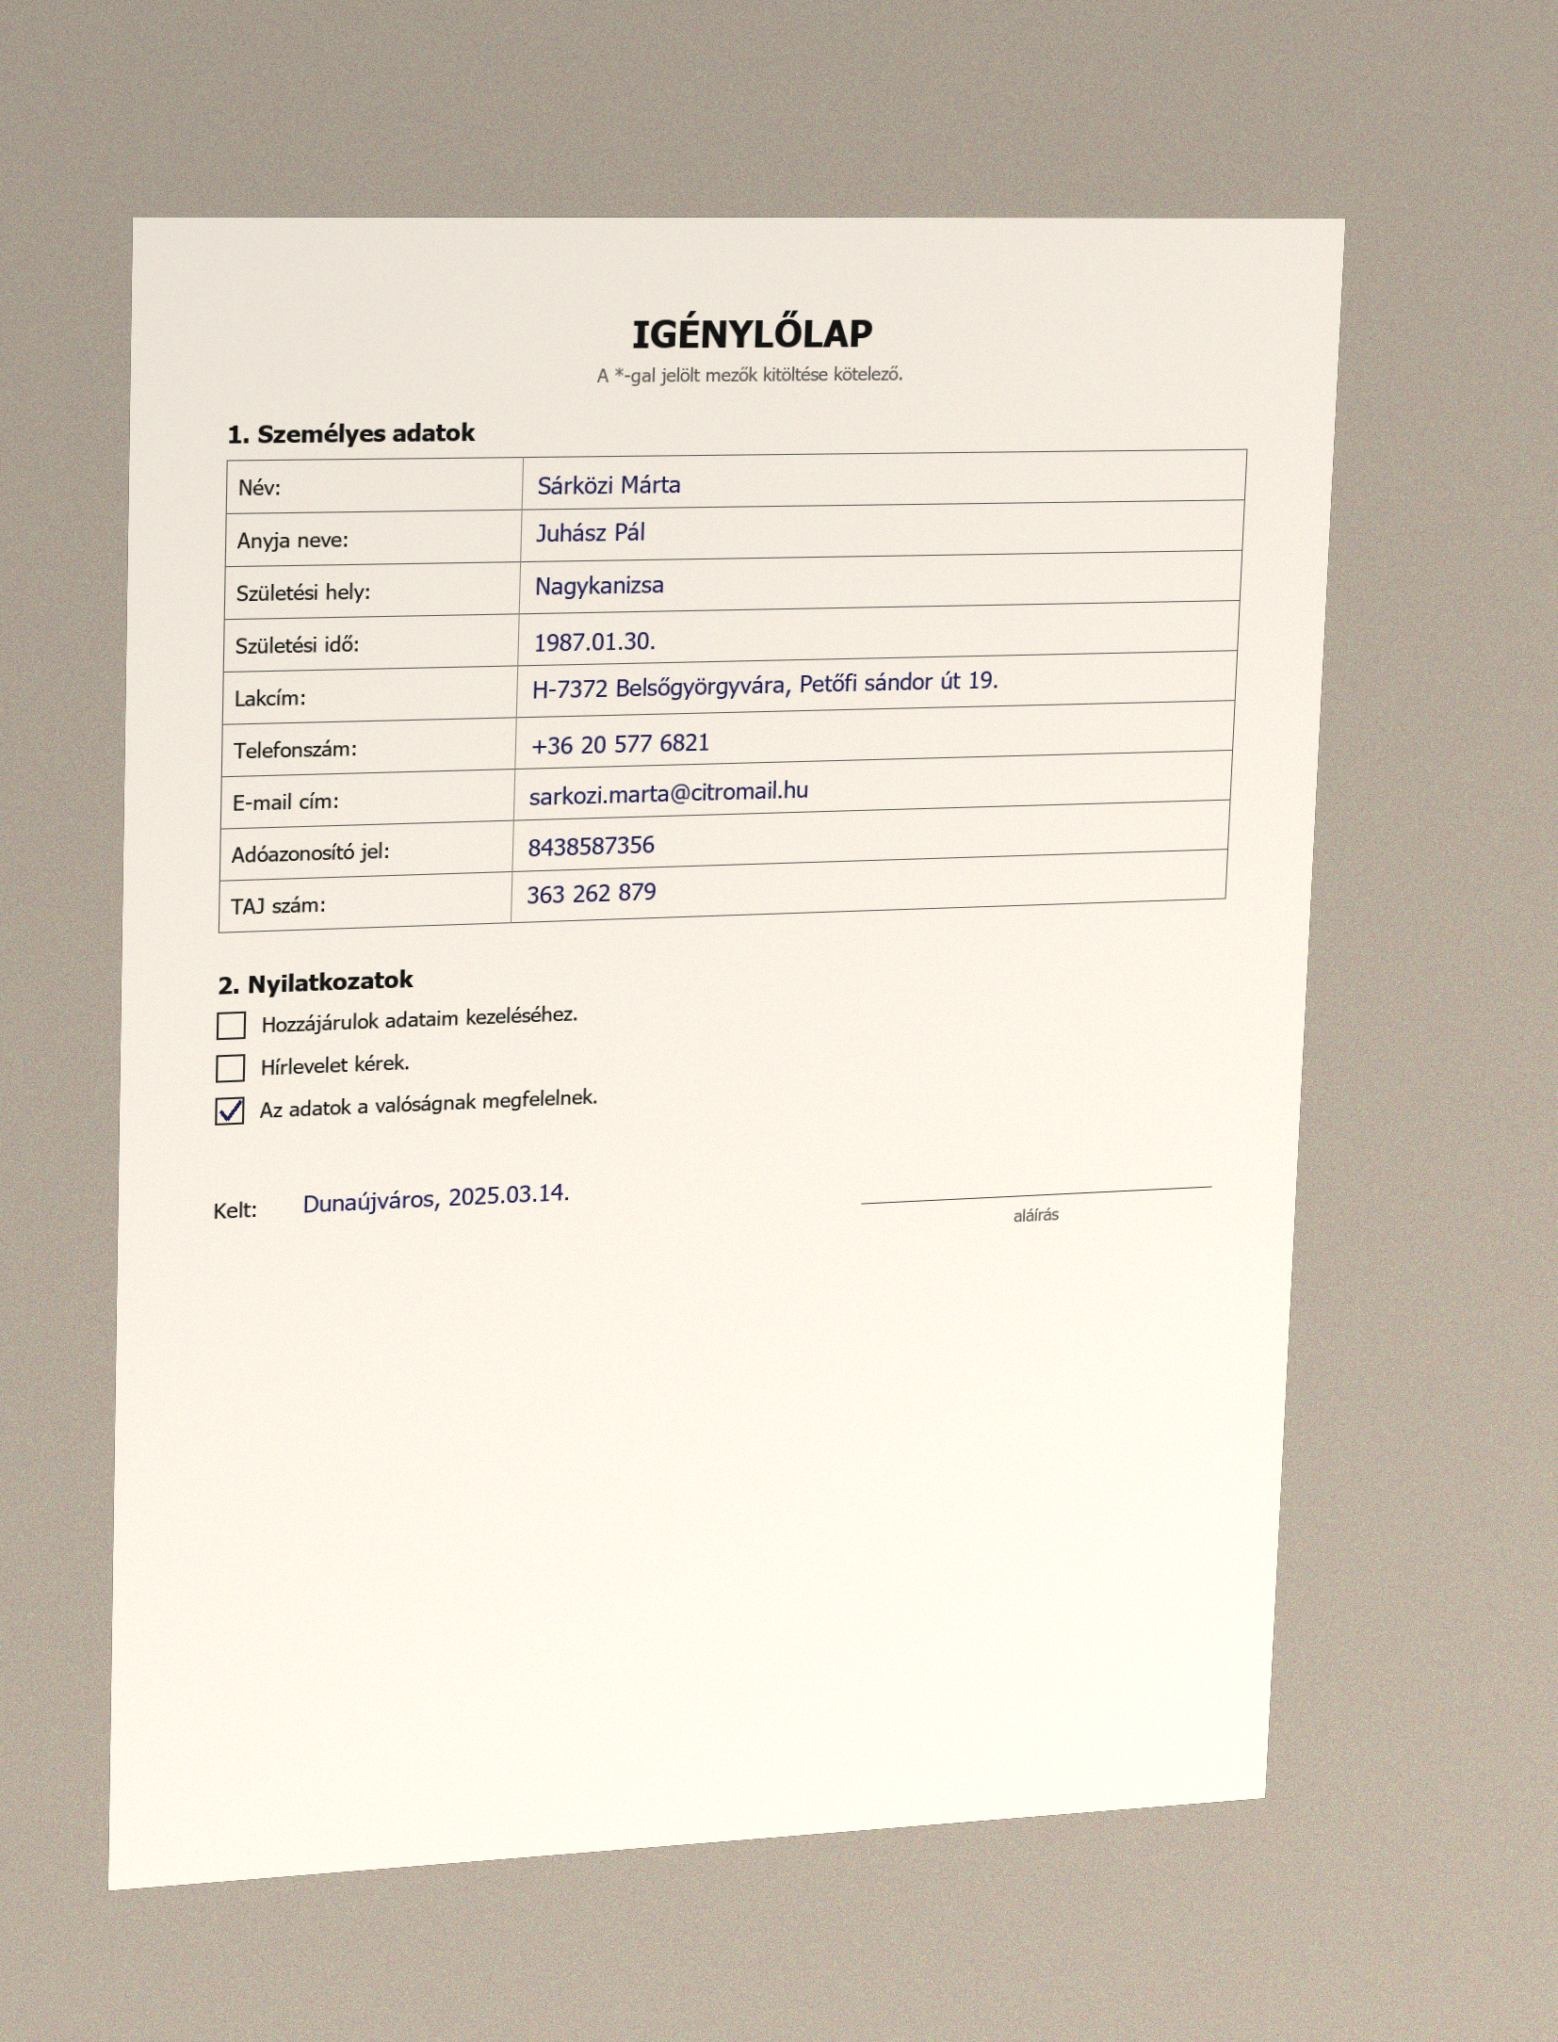 IGÉNYLŐLAP
A *-gal jelölt mezők kitöltése kötelező.
1. Személyes adatok
Név: Sárközi Márta
Anyja neve: Juhász Pál
Születési hely: Nagykanizsa
Születési idő: 1987.01.30.
Lakcím: H-7372 Belsőgyörgyvára, Petőfi sándor út 19.
Telefonszám: +36 20 577 6821
E-mail cím: sarkozi.marta@citromail.hu
Adóazonosító jel: 8438587356
TAJ szám: 363 262 879
2. Nyilatkozatok
Hozzájárulok adataim kezeléséhez.
Hírlevelet kérek.
Az adatok a valóságnak megfelelnek.
Kelt: Dunaújváros, 2025.03.14.
aláírás